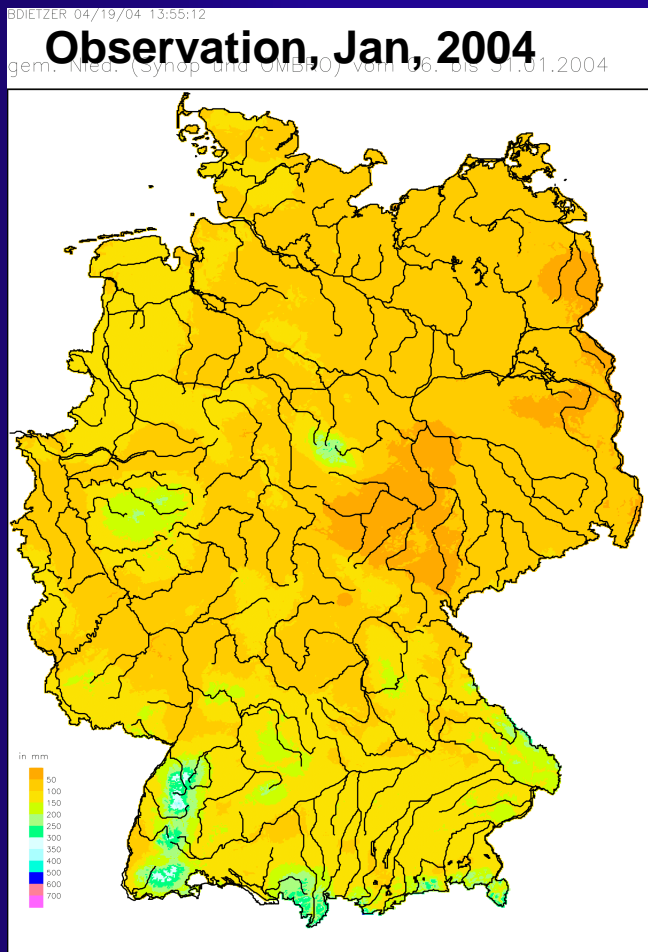 BDIETZER 04/19/04 13:55:12
Observation, Jan, 2004
gem. Nied. (Synop und OMBRO) vom 06. bis 31.01.2004
in mm
50
100
150
200
250
300
350
400
500
600
700